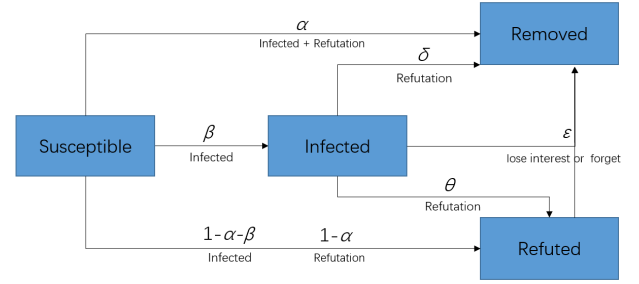 α
Removed
Infected + Refutation
δ
Refutation
β
ε
Susceptible
Infected
Infected
lose interest or forget
θ
Refutation
1-α-β
1-α
Refuted
Infected
Refutation